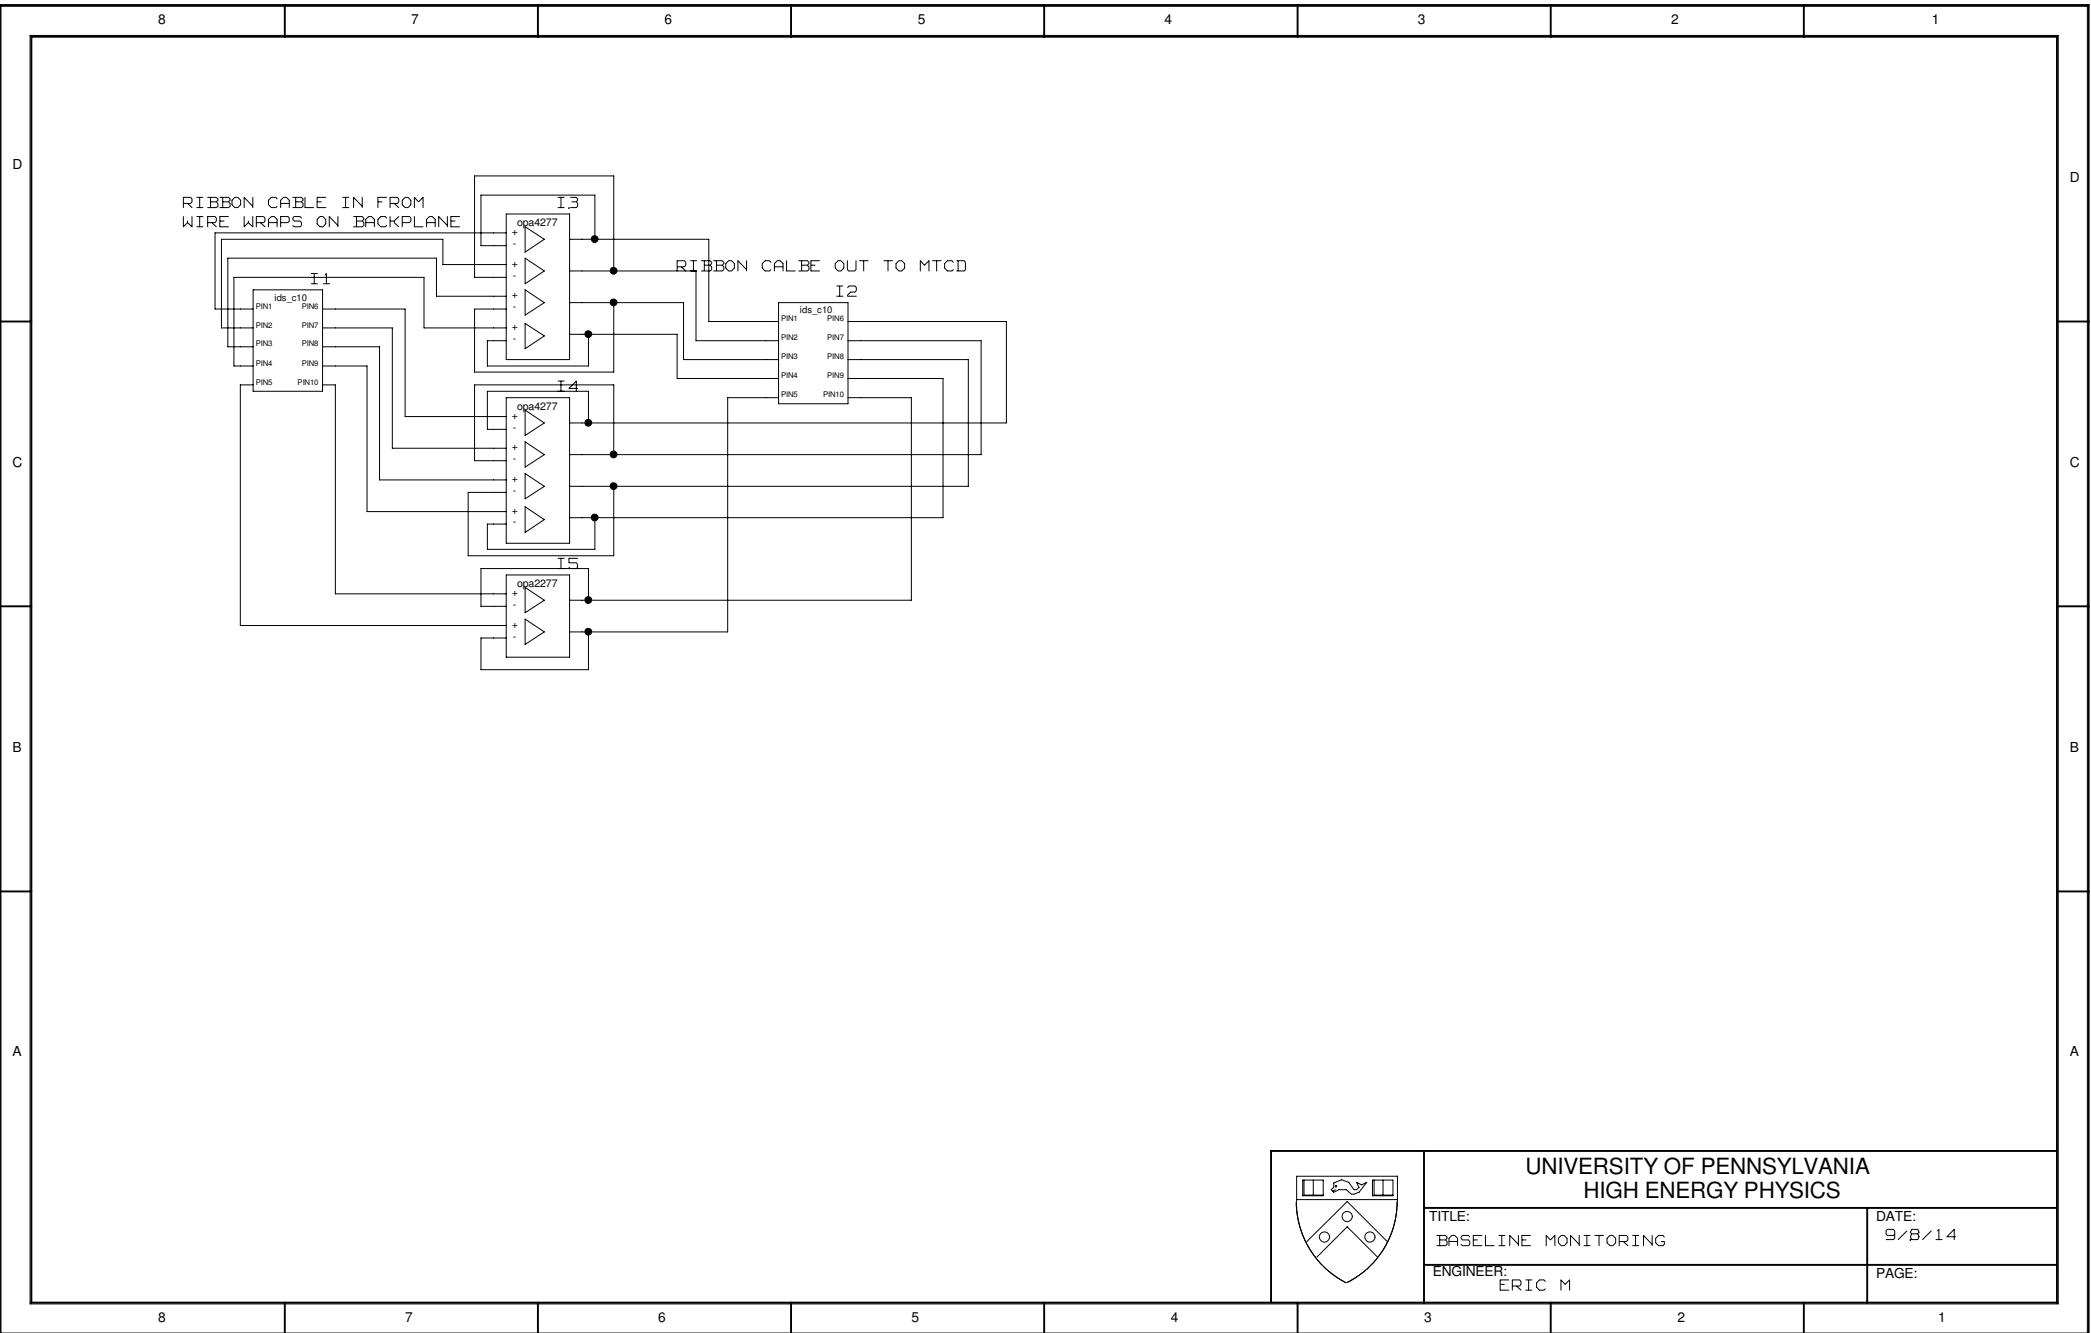 8 7 6 5 4 3 2 1
D D
RIBBON CABLE IN FROM
WIRE WRAPS ON BACKPLANE
I3
opa4277
+
-
+
-
+
-
+
-
RIBBON CALBE OUT TO MTCD
I1
ids_c10
PIN1 PIN6
PIN2 PIN7
PIN3 PIN8
PIN4 PIN9
PIN5 PIN10
I2
ids_c10
PIN1 PIN6
PIN2 PIN7
PIN3 PIN8
PIN4 PIN9
PIN5 PIN10
I4
opa4277
+
-
+
-
+
-
+
-
C C
I5
opa2277
+
-
+
-
B B
A A
UNIVERSITY OF PENNSYLVANIA
HIGH ENERGY PHYSICS
TITLE:
BASELINE MONITORING
DATE:
9/8/14
ENGINEER:
ERIC M
PAGE:
8 7 6 5 4 3 2 1